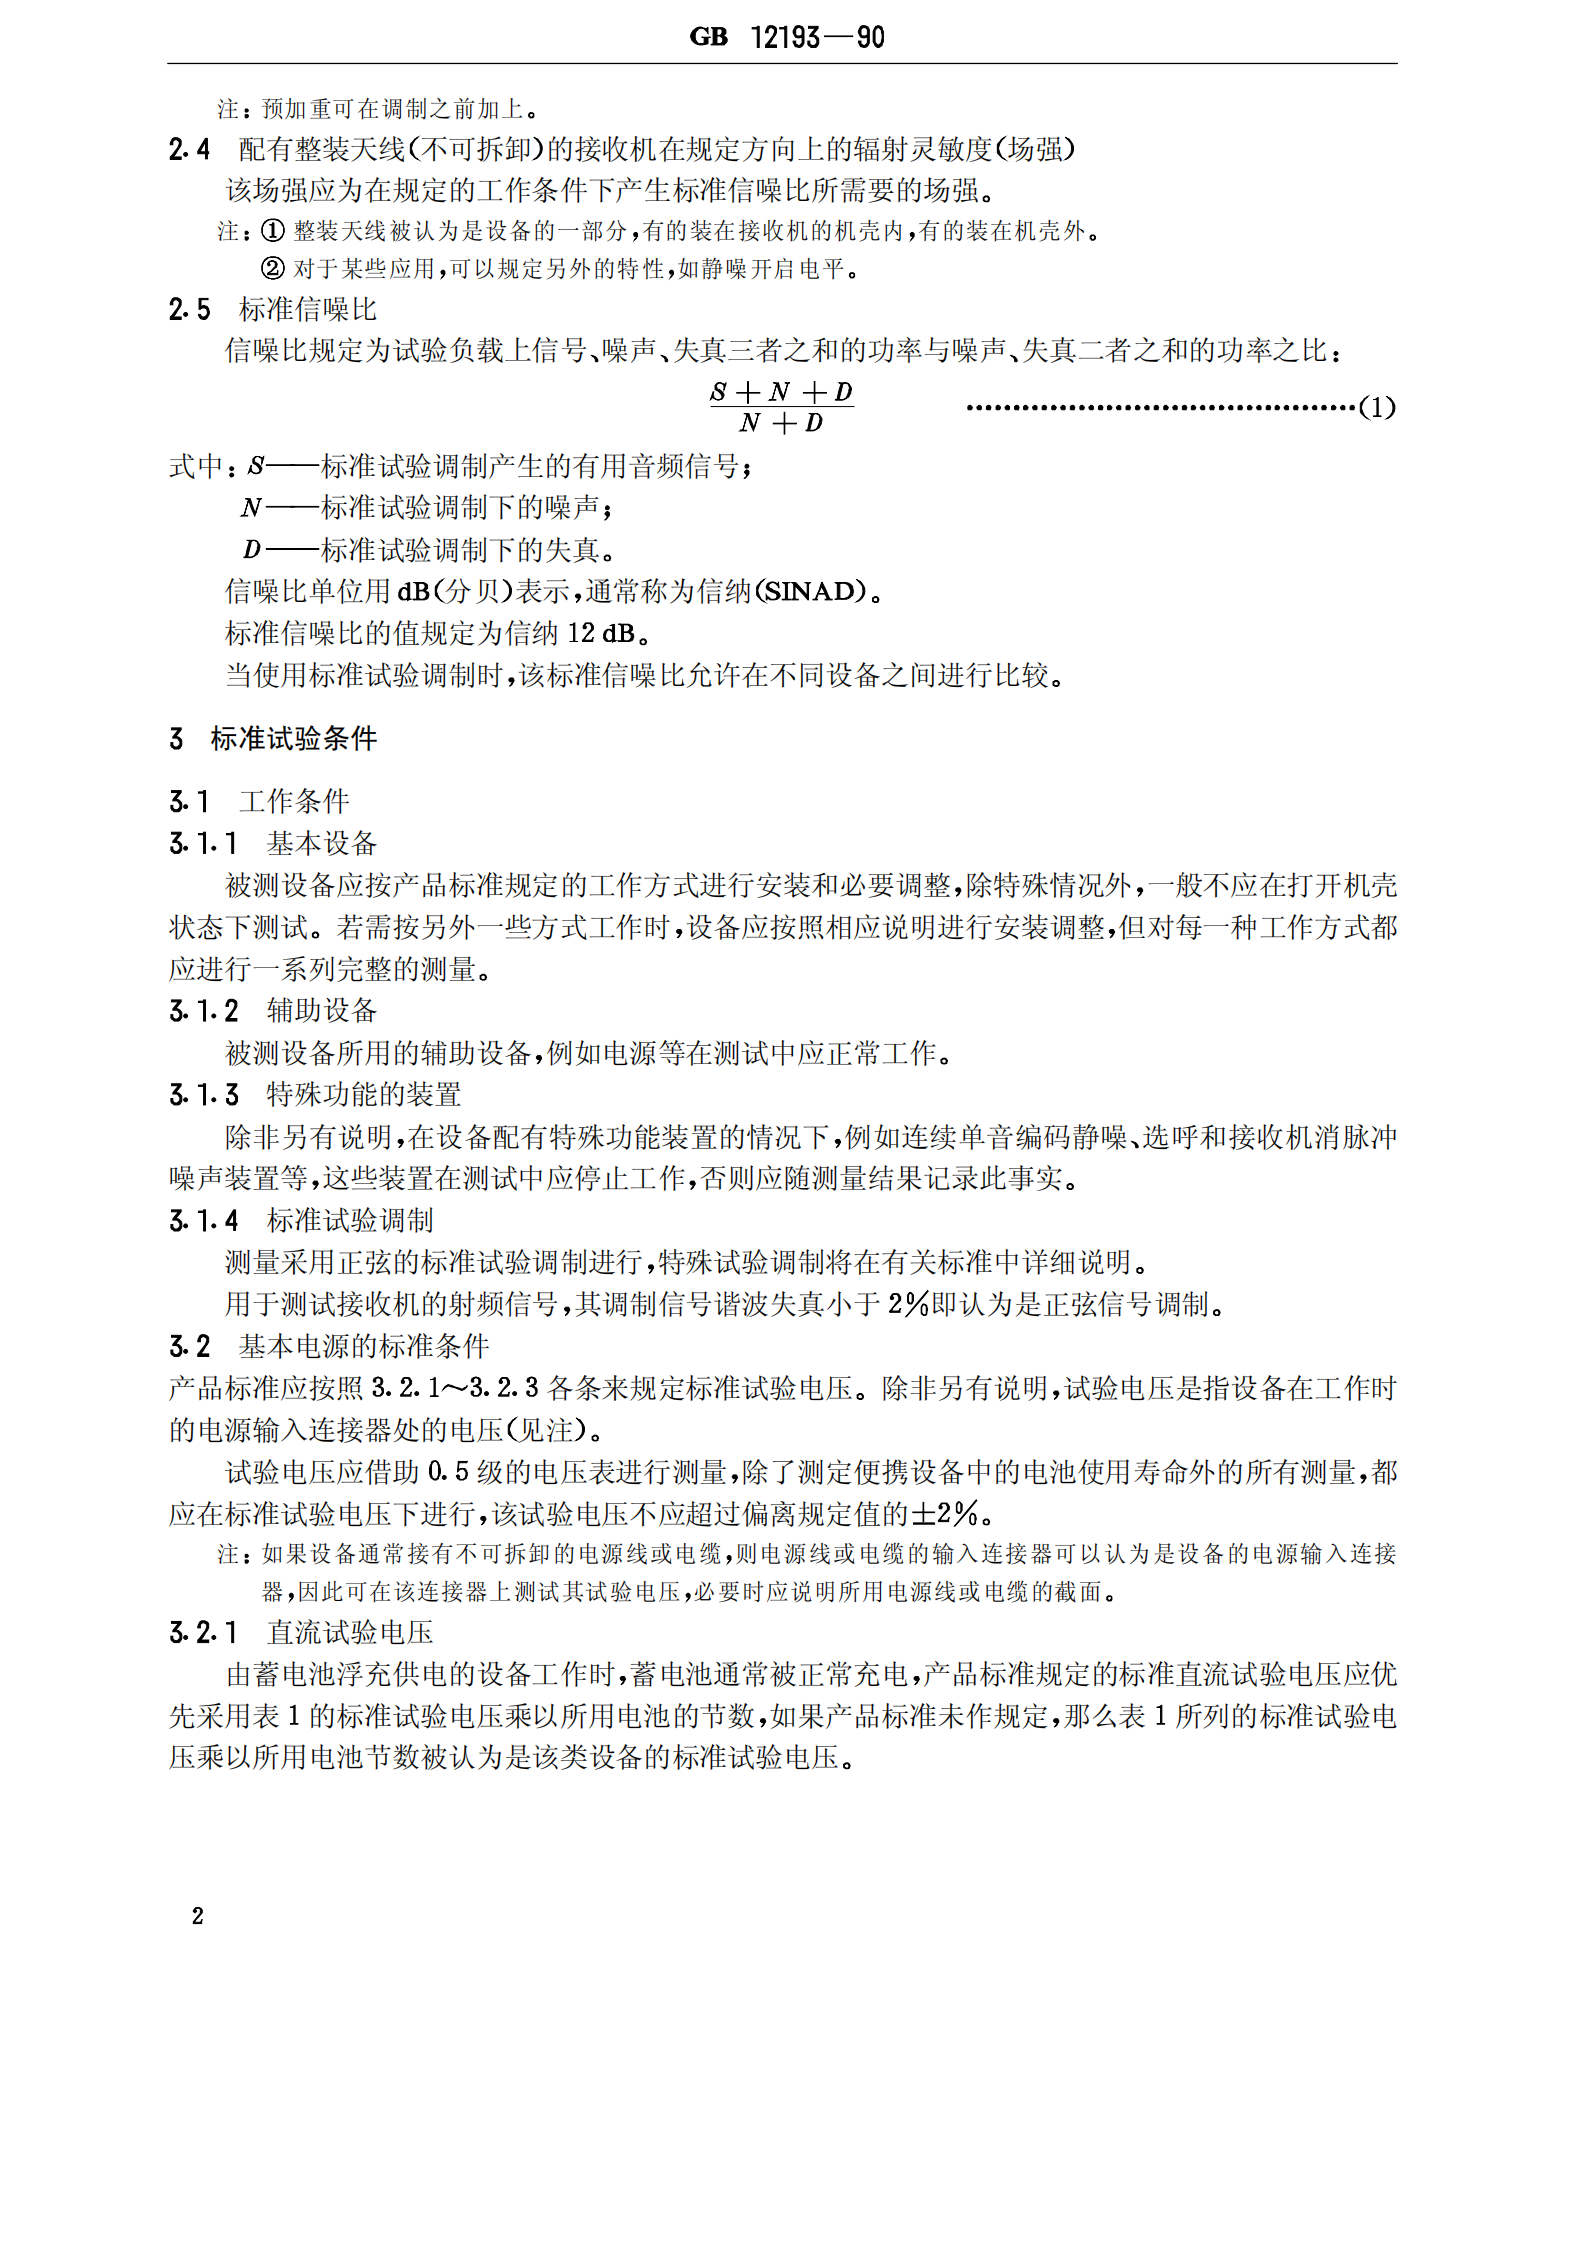 GB 12193—90
注：预加重可在调制之前加上。
2.4 配有整装天线(不可拆卸)的接收机在规定方向上的辐射灵敏度(场强)
该场强应为在规定的工作条件下产生标准信噪比所需要的场强。
注：① 整装天线被认为是设备的一部分，有的装在接收机的机壳内，有的装在机壳外。
② 对于某些应用，可以规定另外的特性，如静噪开启电平。
2.5 标准信噪比
信噪比规定为试验负载上信号、噪声、失真三者之和的功率与噪声、失真二者之和的功率之比：
S + N + D
N + D
……………………………………(1)
式中：S——标准试验调制产生的有用音频信号；
N——标准试验调制下的噪声；
D——标准试验调制下的失真。
信噪比单位用 dB(分贝)表示，通常称为信纳(SINAD)。
标准信噪比的值规定为信纳 12 dB。
当使用标准试验调制时，该标准信噪比允许在不同设备之间进行比较。
3 标准试验条件
3.1 工作条件
3.1.1 基本设备
被测设备应按产品标准规定的工作方式进行安装和必要调整，除特殊情况外，一般不应在打开机壳
状态下测试。若需按另外一些方式工作时，设备应按照相应说明进行安装调整，但对每一种工作方式都
应进行一系列完整的测量。
3.1.2 辅助设备
被测设备所用的辅助设备，例如电源等在测试中应正常工作。
3.1.3 特殊功能的装置
除非另有说明，在设备配有特殊功能装置的情况下，例如连续单音编码静噪、选呼和接收机消脉冲
噪声装置等，这些装置在测试中应停止工作，否则应随测量结果记录此事实。
3.1.4 标准试验调制
测量采用正弦的标准试验调制进行，特殊试验调制将在有关标准中详细说明。
用于测试接收机的射频信号，其调制信号谐波失真小于 2%即认为是正弦信号调制。
3.2 基本电源的标准条件
产品标准应按照 3.2.1～3.2.3 各条来规定标准试验电压。除非另有说明，试验电压是指设备在工作时
的电源输入连接器处的电压(见注)。
试验电压应借助 0.5 级的电压表进行测量，除了测定便携设备中的电池使用寿命外的所有测量，都
应在标准试验电压下进行，该试验电压不应超过偏离规定值的±2%。
注：如果设备通常接有不可拆卸的电源线或电缆，则电源线或电缆的输入连接器可以认为是设备的电源输入连接
器，因此可在该连接器上测试其试验电压，必要时应说明所用电源线或电缆的截面。
3.2.1 直流试验电压
由蓄电池浮充供电的设备工作时，蓄电池通常被正常充电，产品标准规定的标准直流试验电压应优
先采用表 1 的标准试验电压乘以所用电池的节数，如果产品标准未作规定，那么表 1 所列的标准试验电
压乘以所用电池节数被认为是该类设备的标准试验电压。
2